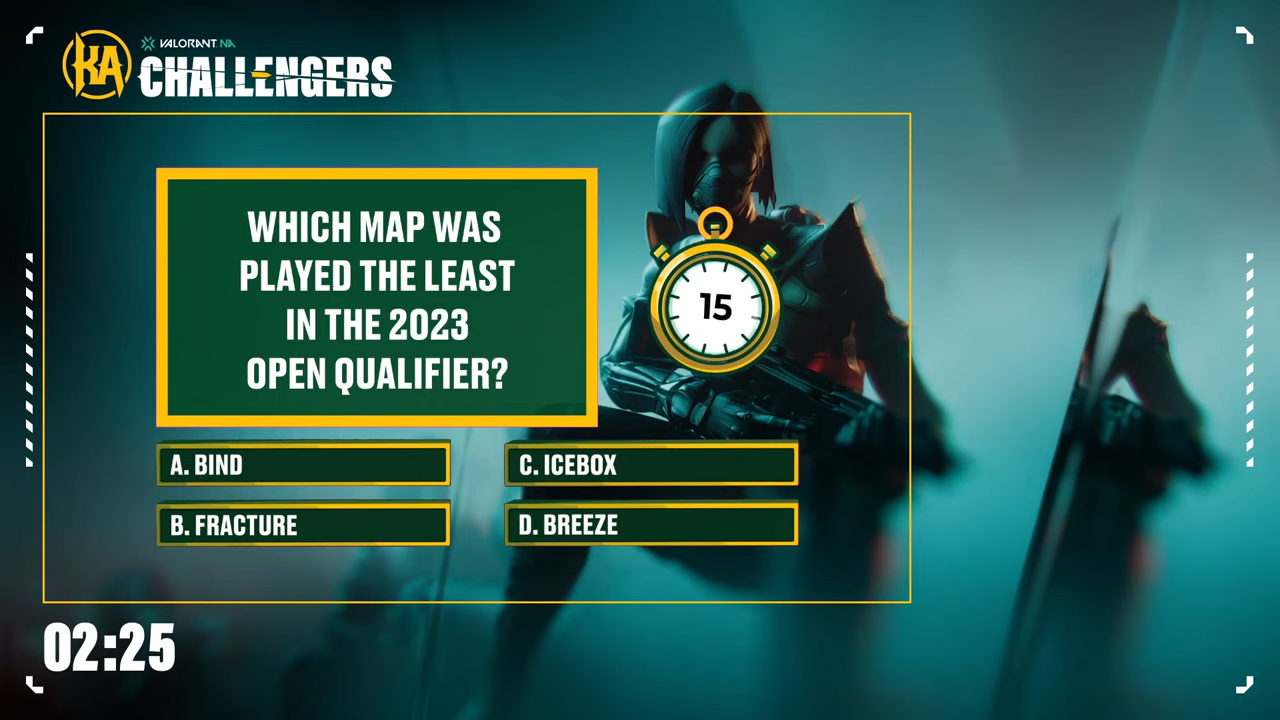 KA
VALORANT NA
CHALLENGERS
WHICH MAP WAS
PLAYED THE LEAST
IN THE 2023
OPEN QUALIFIER?
15
A. BIND
C. ICEBOX
B. FRACTURE
D. BREEZE
02:25